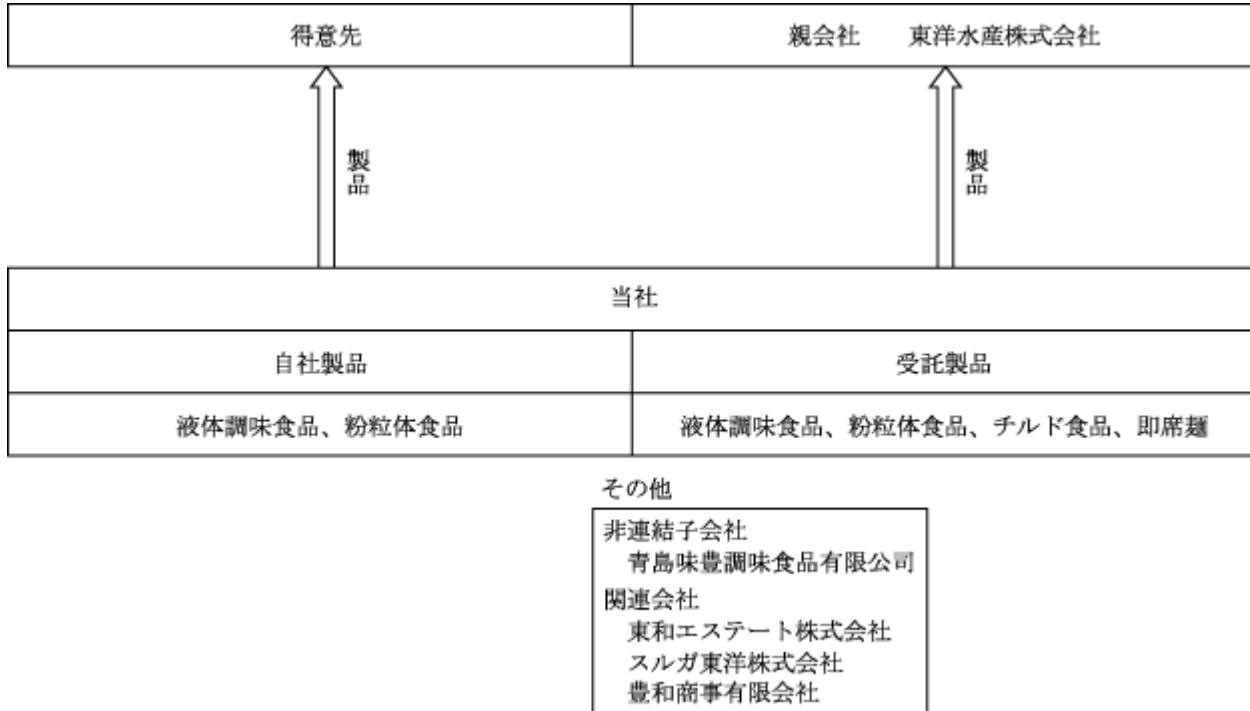 得意先
親会社　　東洋水産株式会社
製品
製品
当社
自社製品
受託製品
液体調味食品、粉粒体食品
液体調味食品、粉粒体食品、チルド食品、即席麺
その他
非連結子会社
青島味豊調味食品有限公司
関連会社
東和エステート株式会社
スルガ東洋株式会社
豊和商事有限会社